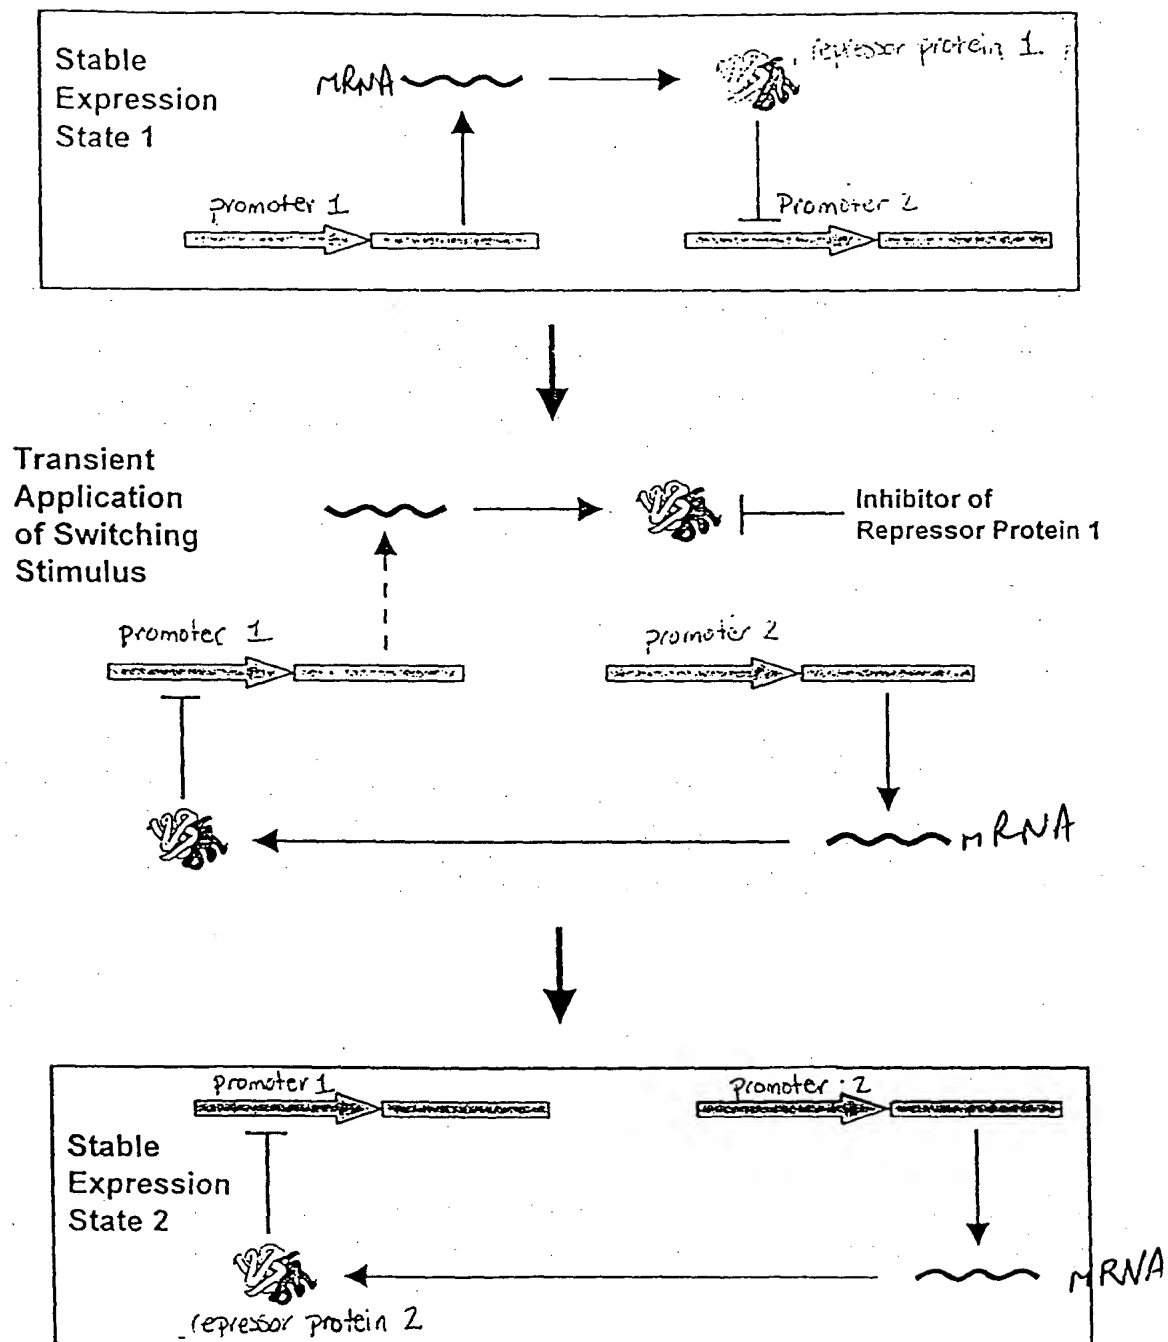 Stable
Expression
State 1
mRNA
repressor protein 1
promoter 1
Promoter 2
Transient
Application
of Switching
Stimulus
Inhibitor of
Repressor Protein 1
promoter 1
promoter 2
mRNA
promoter 1
promoter 2
Stable
Expression
State 2
mRNA
repressor protein 2